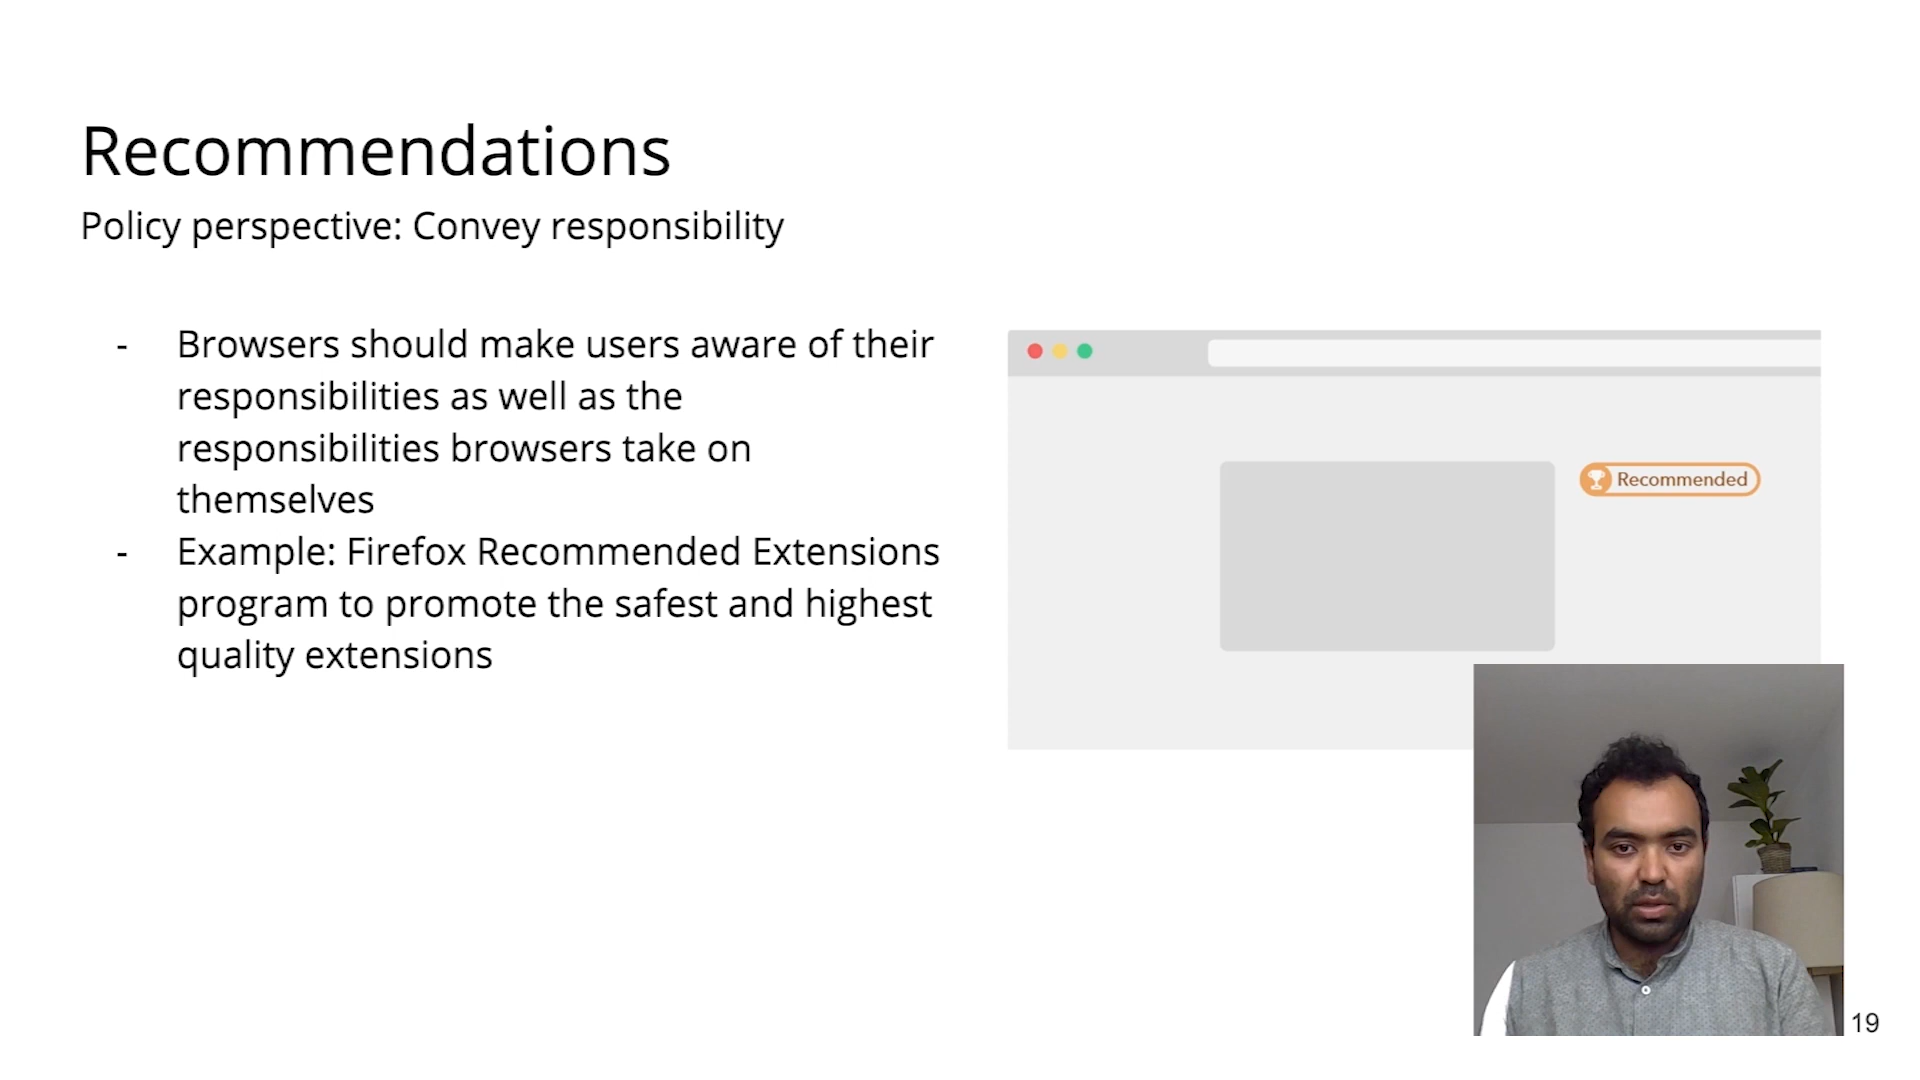 Recommendations
Policy perspective: Convey responsibility
- Browsers should make users aware of their
responsibilities as well as the
responsibilities browsers take on
themselves
- Example: Firefox Recommended Extensions
program to promote the safest and highest
quality extensions
Recommended
19